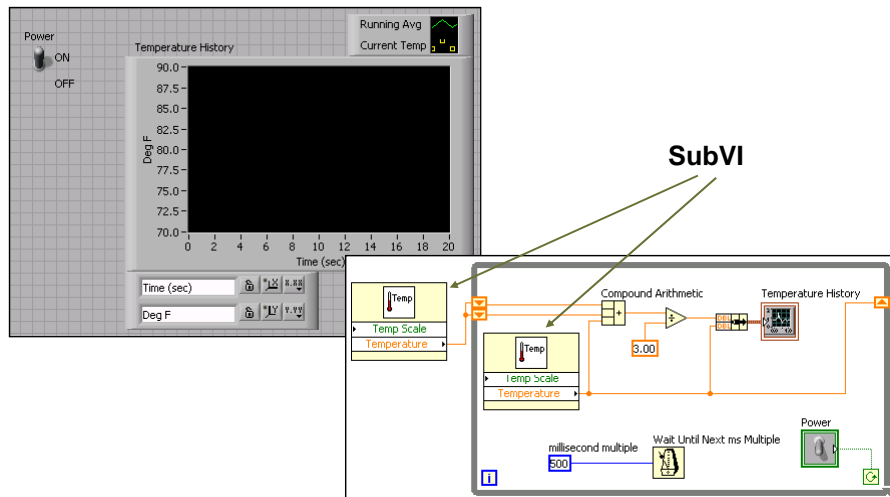 Running Avg
Current Temp
Power
ON
OFF
Temperature History
90.0
87.5
85.0
82.5
80.0
77.5
75.0
72.5
70.0
Deg F
0 2 4 6 8 10 12 14 16 18 20
Time (sec)
Time (sec)
Deg F
SubVI
Temp
Temp Scale
Temperature
Compound Arithmetic
Temperature History
+
÷
3.00
Temp
Temp Scale
Temperature
millisecond multiple
500
Wait Until Next ms Multiple
Power
i